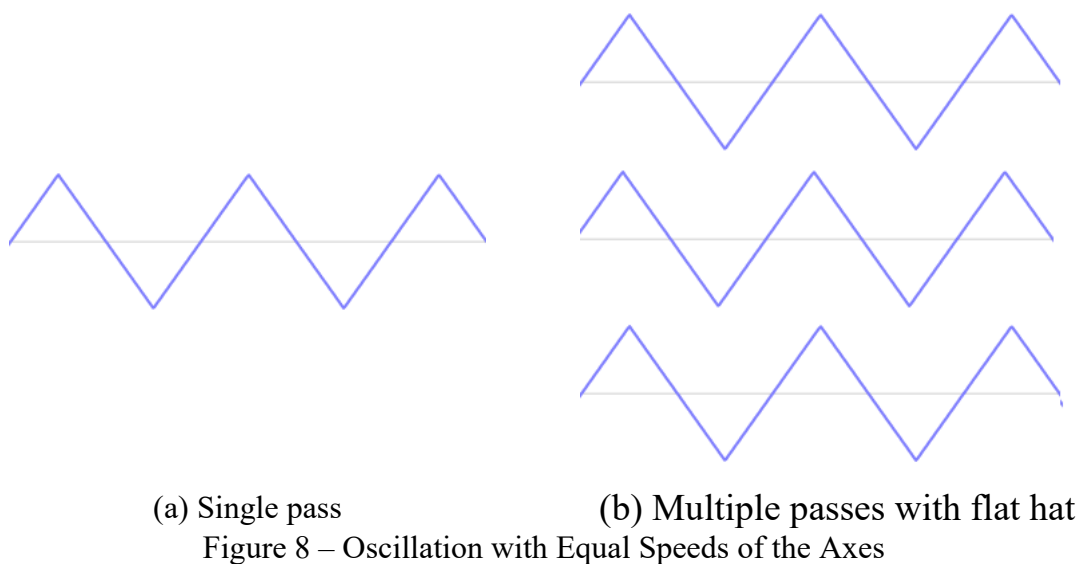 (a) Single pass
(b) Multiple passes with flat hat
Figure 8 – Oscillation with Equal Speeds of the Axes